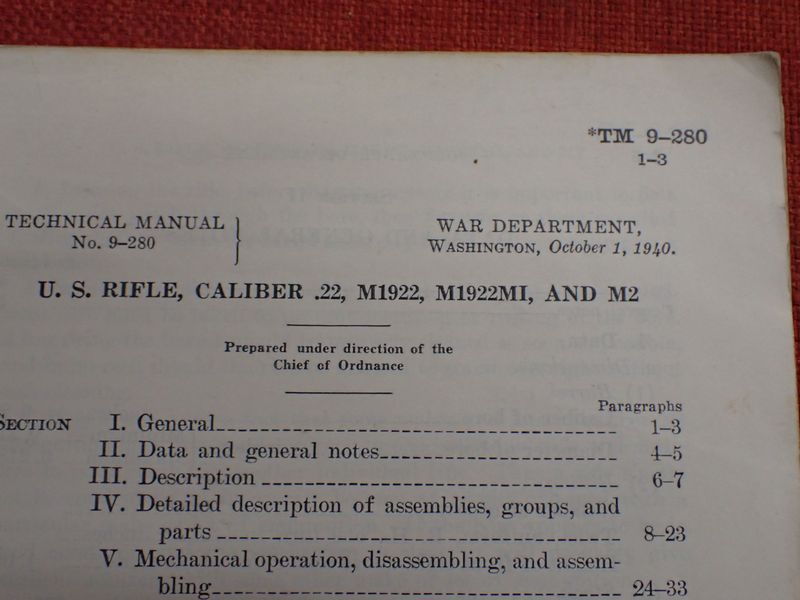 *TM 9–280
1–3
TECHNICAL MANUAL
No. 9–280
WAR DEPARTMENT,
WASHINGTON, October 1, 1940.
U. S. RIFLE, CALIBER .22, M1922, M1922MI, AND M2
Prepared under direction of the
Chief of Ordnance
Paragraphs
SECTION I. General 1–3
II. Data and general notes 4–5
III. Description 6–7
IV. Detailed description of assemblies, groups, and
parts 8–23
V. Mechanical operation, disassembling, and assem-
bling 24–33